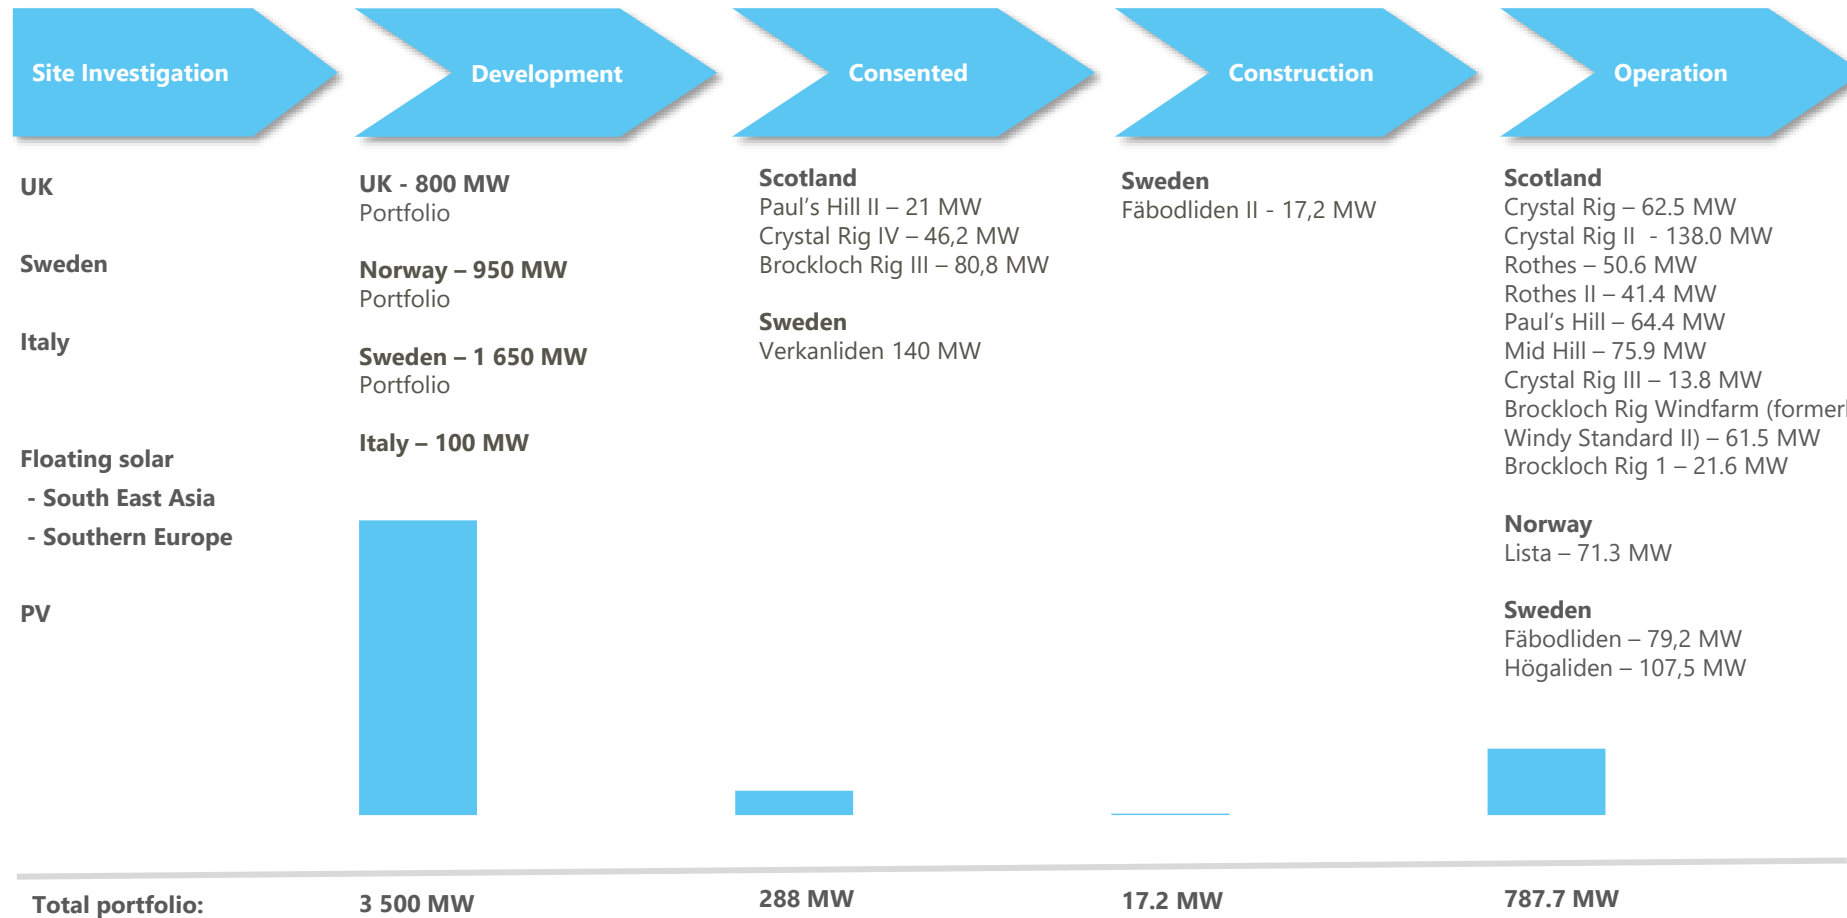 Site Investigation
Development
Consented
Construction
Operation
UK
Sweden
Italy
Floating solar
- South East Asia
- Southern Europe
PV
UK - 800 MW
Portfolio
Norway – 950 MW
Portfolio
Sweden – 1 650 MW
Portfolio
Italy – 100 MW
Scotland
Paul's Hill II – 21 MW
Crystal Rig IV – 46,2 MW
Brockloch Rig III – 80,8 MW
Sweden
Verkanliden 140 MW
Sweden
Fäbodliden II - 17,2 MW
Scotland
Crystal Rig – 62.5 MW
Crystal Rig II - 138.0 MW
Rothes – 50.6 MW
Rothes II – 41.4 MW
Paul's Hill – 64.4 MW
Mid Hill – 75.9 MW
Crystal Rig III – 13.8 MW
Brockloch Rig Windfarm
Windy Standard II) – 61.5 MW
Brockloch Rig 1 – 21.6 MW
Norway
Lista – 71.3 MW
Sweden
Fäbodliden – 79,2 MW
Högaliden – 107,5 MW
Total portfolio:
3 500 MW
288 MW
17.2 MW
787.7 MW